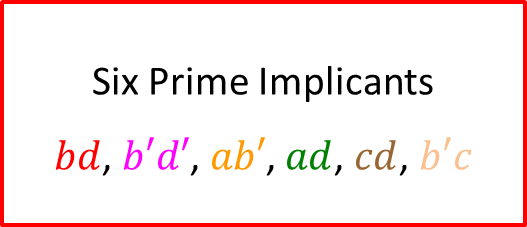 Six Prime Implicants
bd, b′d′, ab′, ad, cd, b′c